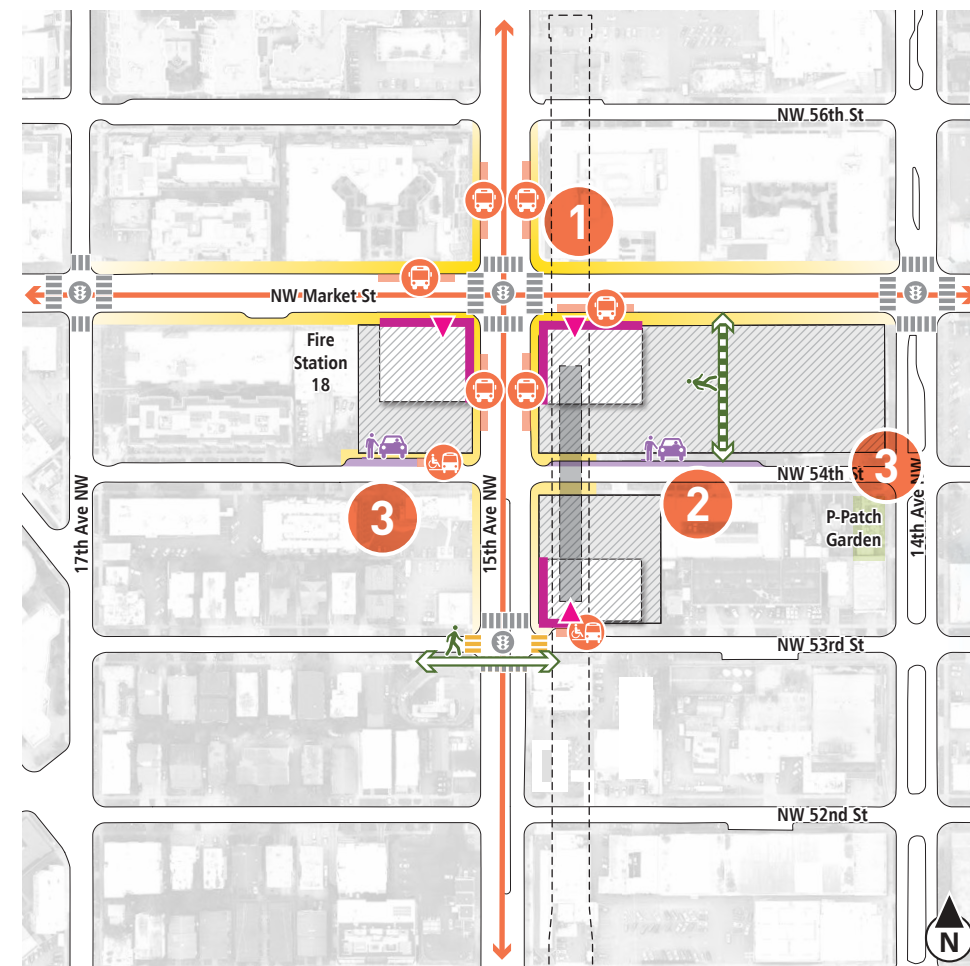 NW 56th St
1
NW Market St
Fire
Station
18
3
NW 54th St
2
3
P-Patch
Garden
17th Ave NW
15th Ave NW
14th Ave NW
NW 53rd St
NW 52nd St
N